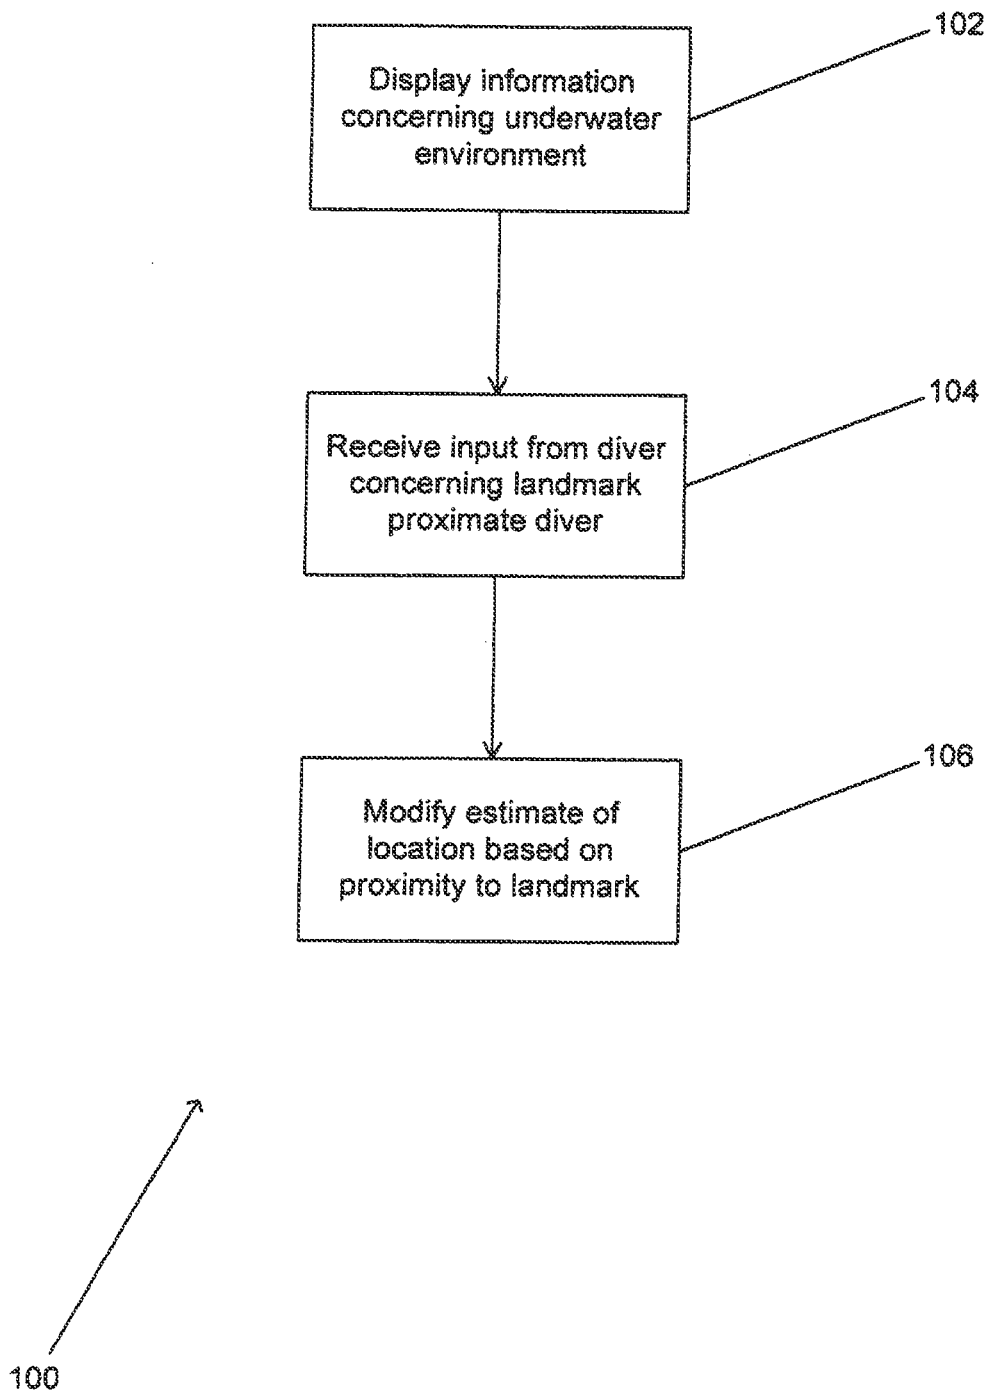 102
Display information
concerning underwater
environment
104
Receive input from diver
concerning landmark
proximate diver
106
Modify estimate of
location based on
proximity to landmark
100